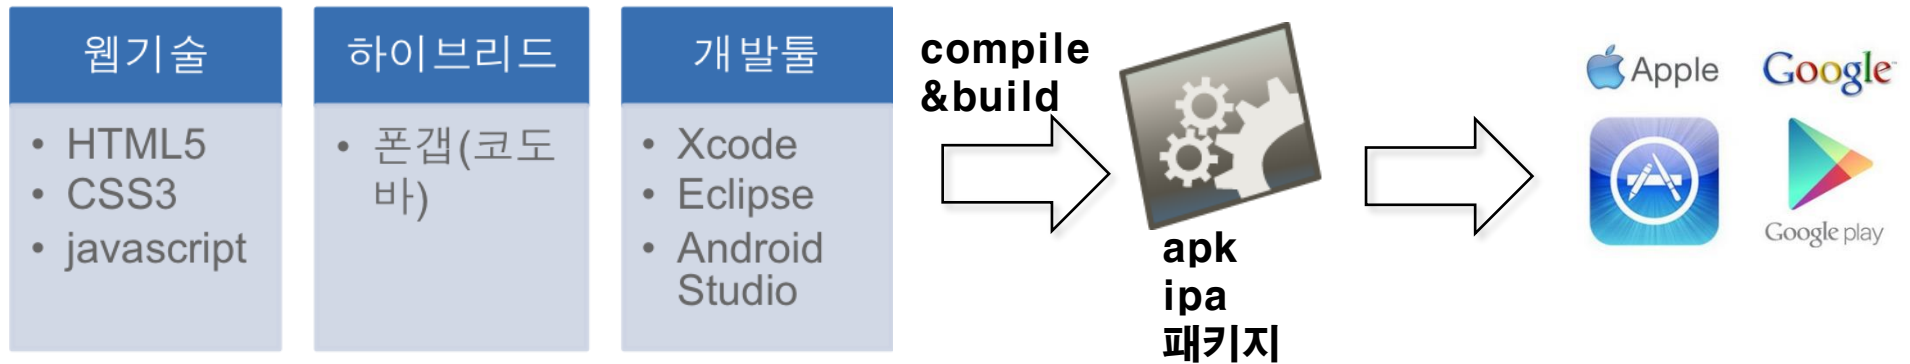 웹기술
• HTML5
• CSS3
• javascript
하이브리드
• 폰갭(코도
바)
개발툴
• Xcode
• Eclipse
• Android
Studio
compile
&build
apk
ipa
패키지
Apple
Google
Google play